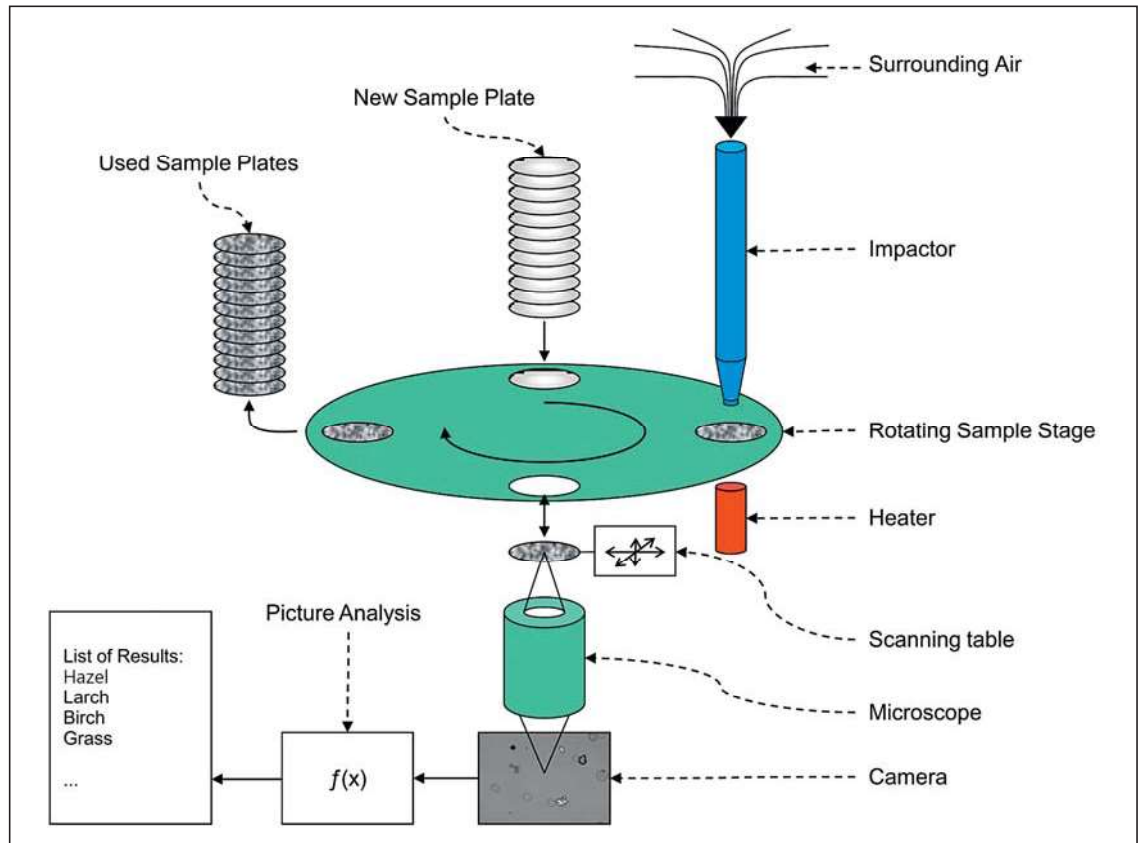 Surrounding Air
New Sample Plate
Used Sample Plates
Impactor
Rotating Sample Stage
Heater
Scanning table
Picture Analysis
List of Results:
Hazel
Larch
Birch
Grass
...
f(x)
Microscope
Camera